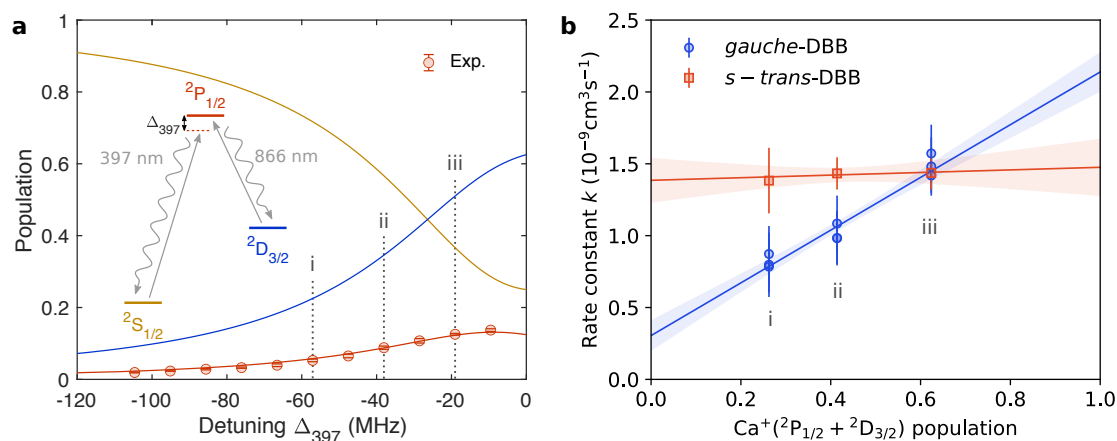 a
Population
1
0.8
0.6
0.4
0.2
0
-120
-100
-80
-60
-40
-20
0
Detuning Δ397 (MHz)
Exp.
2P1/2
Δ397
397 nm
866 nm
2D3/2
2S1/2
i
ii
iii
b
Rate constant k (10−9cm3s−1)
2.5
2.0
1.5
1.0
0.5
0.0
0.0
0.2
0.4
0.6
0.8
1.0
Ca+(2P1/2 + 2D3/2) population
gauche-DBB
s − trans-DBB
i
ii
iii